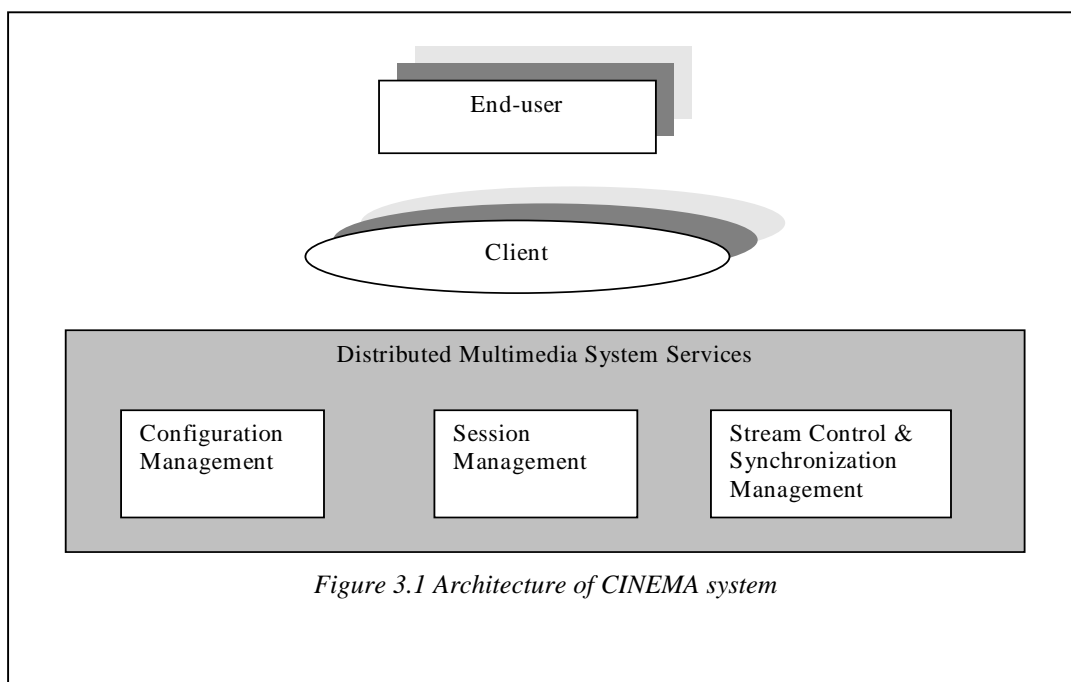 End-user
Client
Distributed Multimedia System Services
Configuration
Management
Session
Management
Stream Control &
Synchronization
Management
Figure 3.1 Architecture of CINEMA system